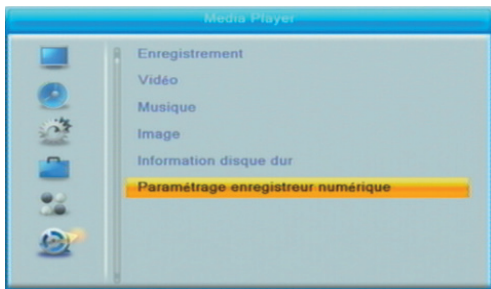 Media Player
Enregistrement
Vidéo
Musique
Image
Information disque dur
Paramétrage enregistreur numérique